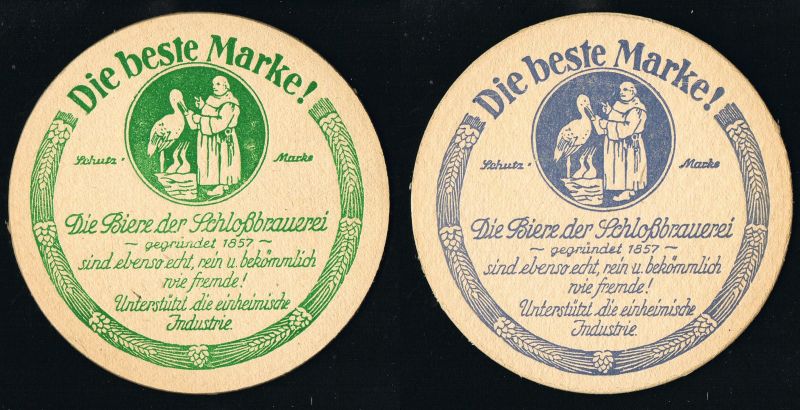 Die beste Marke!
Schutz - Marke
Die Biere der Schloßbrauerei
~ gegründet 1857 ~
sind ebenso echt, rein u. bekömmlich
wie fremde!
Unterstützt die einheimische
Industrie.
Die beste Marke!
Schutz - Marke
Die Biere der Schloßbrauerei
~ gegründet 1857 ~
sind ebenso echt, rein u. bekömmlich
wie fremde!
Unterstützt die einheimische
Industrie.